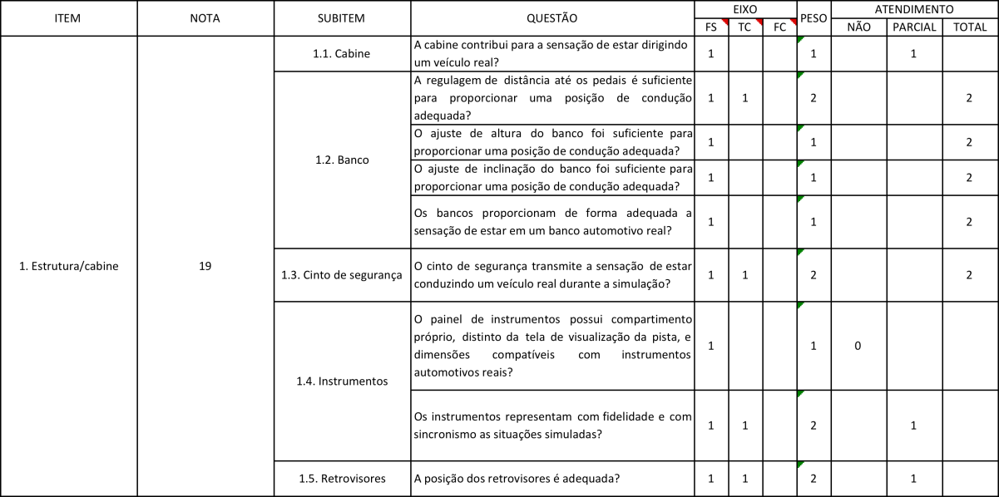 ITEM NOTA SUBITEM QUESTÃO EIXO PESO ATENDIMENTO
FS TC FC NÃO PARCIAL TOTAL
1. Estrutura/cabine 19
1.1. Cabine
A cabine contribui para a sensação de estar dirigindo
um veículo real?
1 1 1
1.2. Banco
A regulagem de distância até os pedais é suficiente
para proporcionar uma posição de condução
adequada?
1 1 2 2
O ajuste de altura do banco foi suficiente para
proporcionar uma posição de condução adequada?
1 1 2
O ajuste de inclinação do banco foi suficiente para
proporcionar uma posição de condução adequada?
1 1 2
Os bancos proporcionam de forma adequada a
sensação de estar em um banco automotivo real?
1 1 2
1.3. Cinto de segurança
O cinto de segurança transmite a sensação de estar
conduzindo um veículo real durante a simulação?
1 1 2 2
1.4. Instrumentos
O painel de instrumentos possui compartimento
próprio, distinto da tela de visualização da pista, e
dimensões compatíveis com instrumentos
automotivos reais?
1 1 0
Os instrumentos representam com fidelidade e com
sincronismo as situações simuladas?
1 1 2 1
1.5. Retrovisores
A posição dos retrovisores é adequada?
1 1 2 1